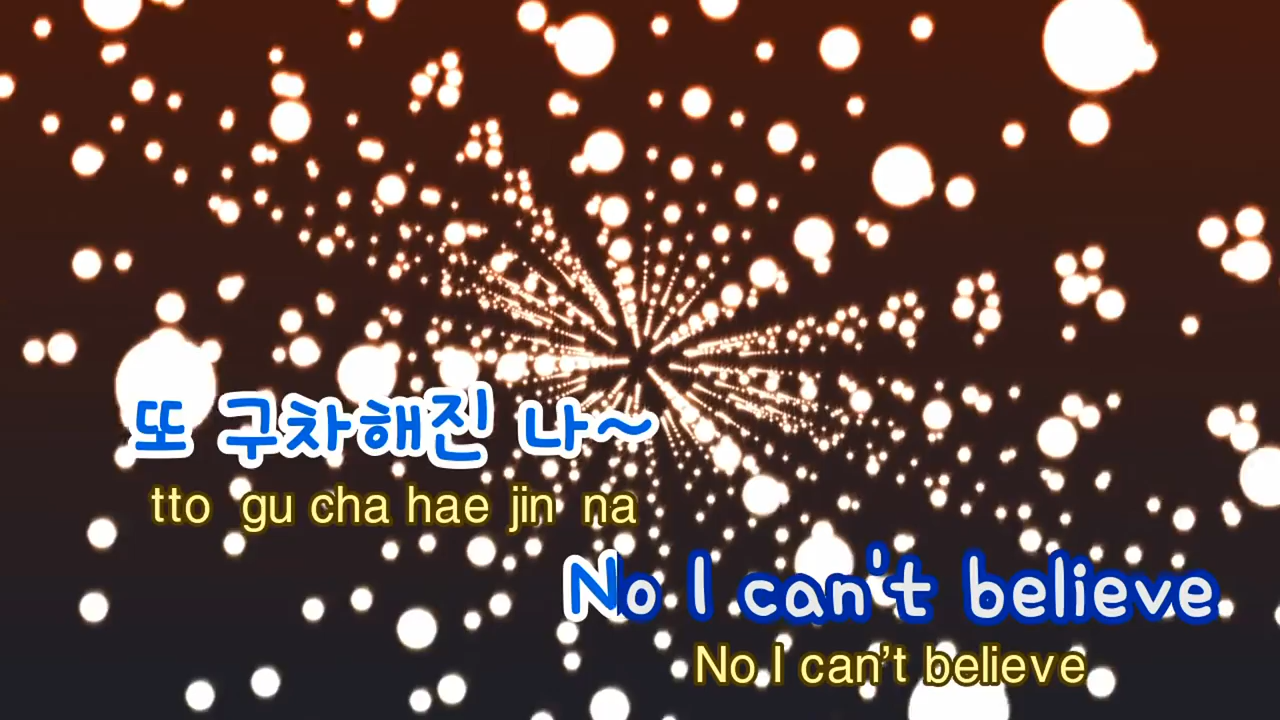 또 구차해진 나~
tto gu cha hae jin na
No I can't believe
No I can’t believe